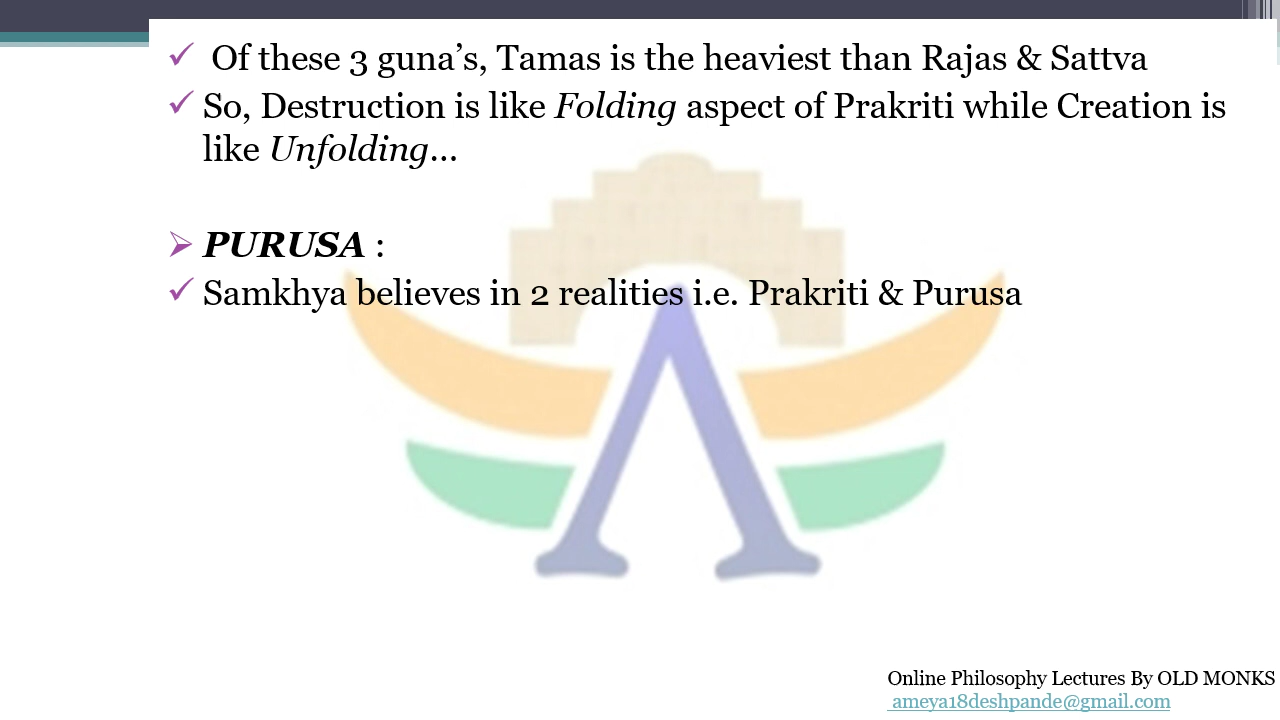 ✓ Of these 3 guna’s, Tamas is the heaviest than Rajas & Sattva
✓ So, Destruction is like Folding aspect of Prakriti while Creation is
like Unfolding...
➢ PURUSA :
✓ Samkhya believes in 2 realities i.e. Prakriti & Purusa
Online Philosophy Lectures By OLD MONKS
ameya18deshpande@gmail.com